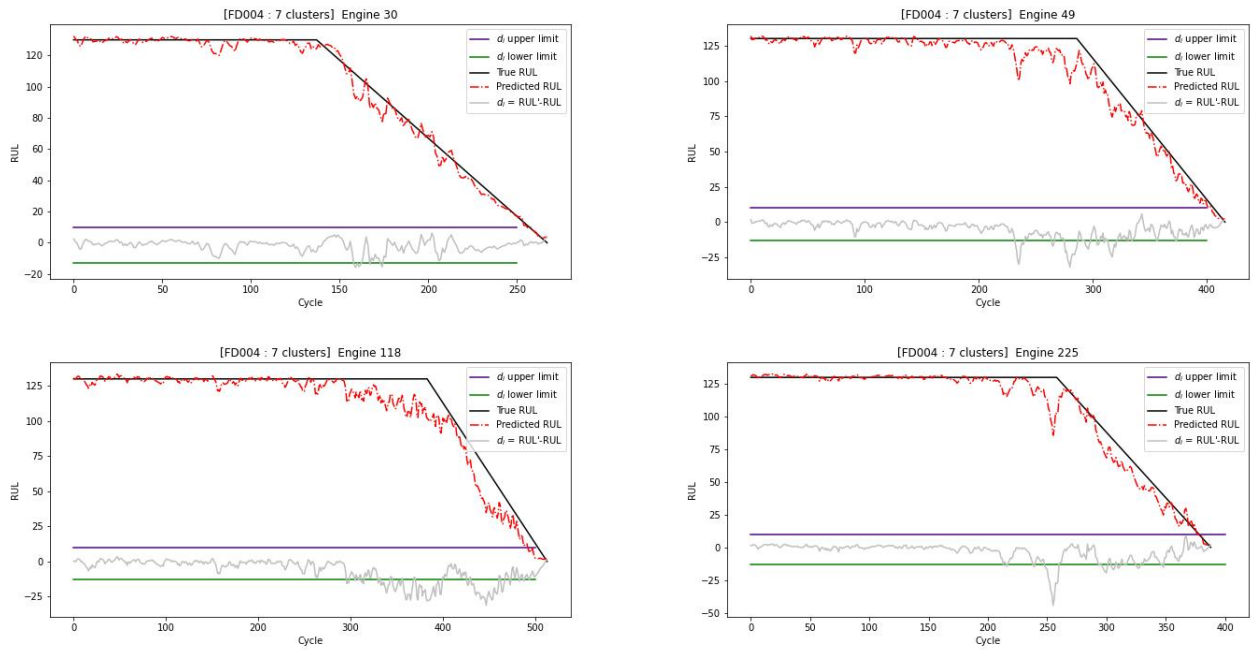 [FD004 : 7 clusters] Engine 30
RUL
120
100
80
60
40
20
0
−20
0
50
100
150
200
250
Cycle
dᵢ upper limit
dᵢ lower limit
True RUL
Predicted RUL
dᵢ = RUL'-RUL
[FD004 : 7 clusters] Engine 49
RUL
125
100
75
50
25
0
−25
0
100
200
300
400
Cycle
dᵢ upper limit
dᵢ lower limit
True RUL
Predicted RUL
dᵢ = RUL'-RUL
[FD004 : 7 clusters] Engine 118
RUL
125
100
75
50
25
0
−25
0
100
200
300
400
500
Cycle
dᵢ upper limit
dᵢ lower limit
True RUL
Predicted RUL
dᵢ = RUL'-RUL
[FD004 : 7 clusters] Engine 225
RUL
125
100
75
50
25
0
−25
−50
0
50
100
150
200
250
300
350
400
Cycle
dᵢ upper limit
dᵢ lower limit
True RUL
Predicted RUL
dᵢ = RUL'-RUL